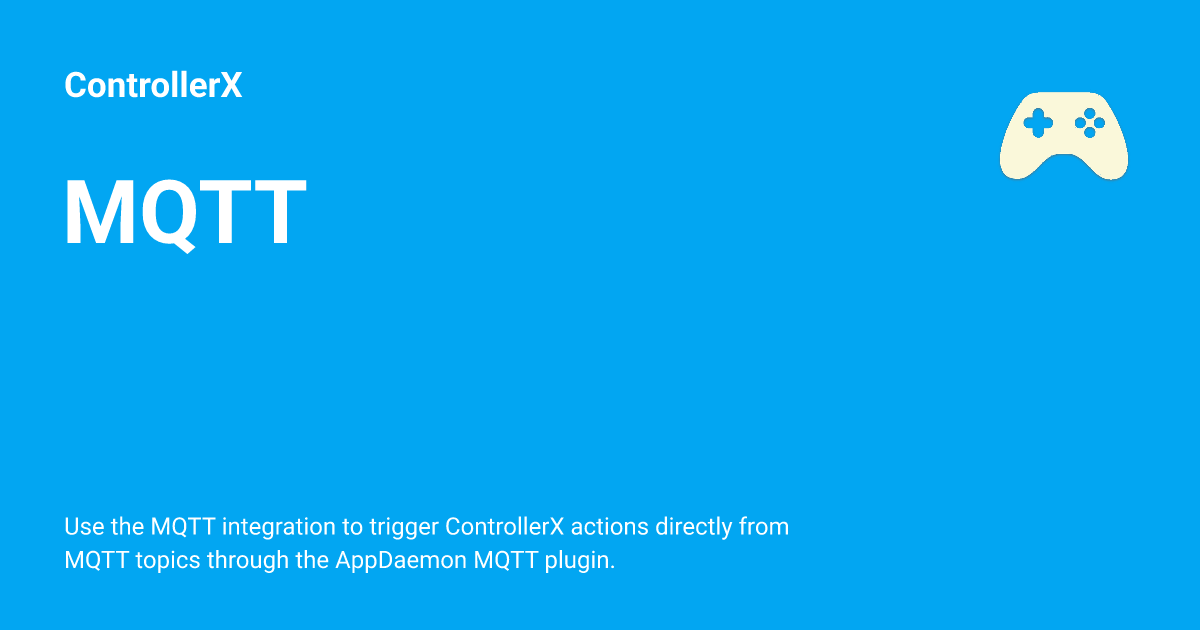 ControllerX
MQTT
Use the MQTT integration to trigger ControllerX actions directly from
MQTT topics through the AppDaemon MQTT plugin.